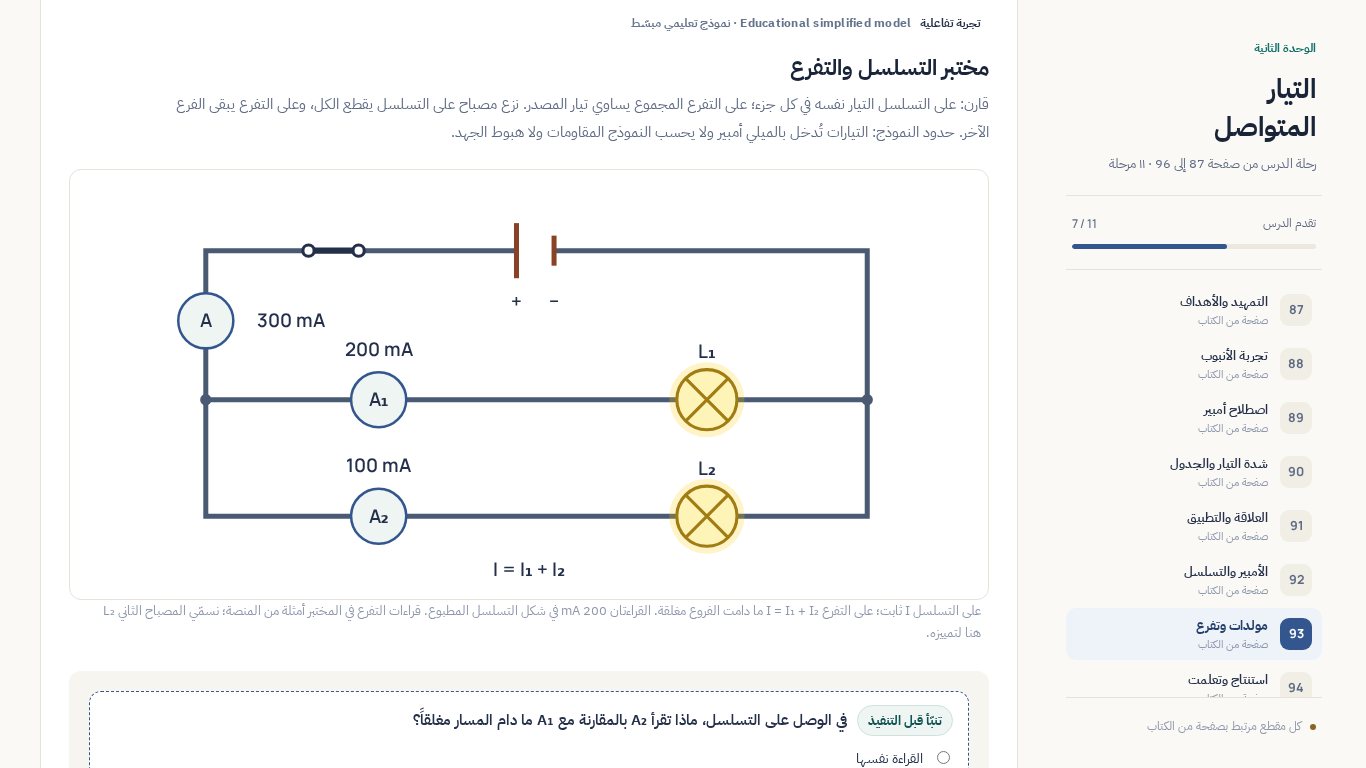 تجربة تفاعلية Educational simplified model · نموذج تعليمي مبسّط
مختبر التسلسل والتفرع
قارن: على التسلسل التيار نفسه في كل جزء؛ على التفرع المجموع يساوي تيار المصدر. نزع مصباح على التسلسل يقطع الكل، وعلى التفرع يبقى الفرع
الآخر. حدود النموذج: التيارات تُدخل بالميلي أمبير ولا يحسب النموذج المقاومات ولا هبوط الجهد.
+ −
A 300 mA
200 mA
L₁
A₁
100 mA
L₂
A₂
I = I₁ + I₂
على التسلسل I ثابت؛ على التفرع I = I₁ + I₂ ما دامت الفروع مغلقة. القراءتان 200 mA في شكل التسلسل المطبوع. قراءات التفرع في المختبر أمثلة من المنصة؛ نسمّي المصباح الثاني L₂
هنا لتمييزه.
تنبّأ قبل التنفيذ في الوصل على التسلسل، ماذا تقرأ A₂ بالمقارنة مع A₁ ما دام المسار مغلقاً؟
القراءة نفسها
الوحدة الثانية
التيار
المتواصل
رحلة الدرس من صفحة 87 إلى 96 · ١١ مرحلة
تقدم الدرس 7 / 11
87 التمهيد والأهداف
صفحة من الكتاب
88 تجربة الأنبوب
صفحة من الكتاب
89 اصطلاح أمبير
صفحة من الكتاب
90 شدة التيار والجدول
صفحة من الكتاب
91 العلاقة والتطبيق
صفحة من الكتاب
92 الأمبير والتسلسل
صفحة من الكتاب
93 مولدات وتفرع
صفحة من الكتاب
94 استنتاج وتعلمت
كل مقطع مرتبط بصفحة من الكتاب